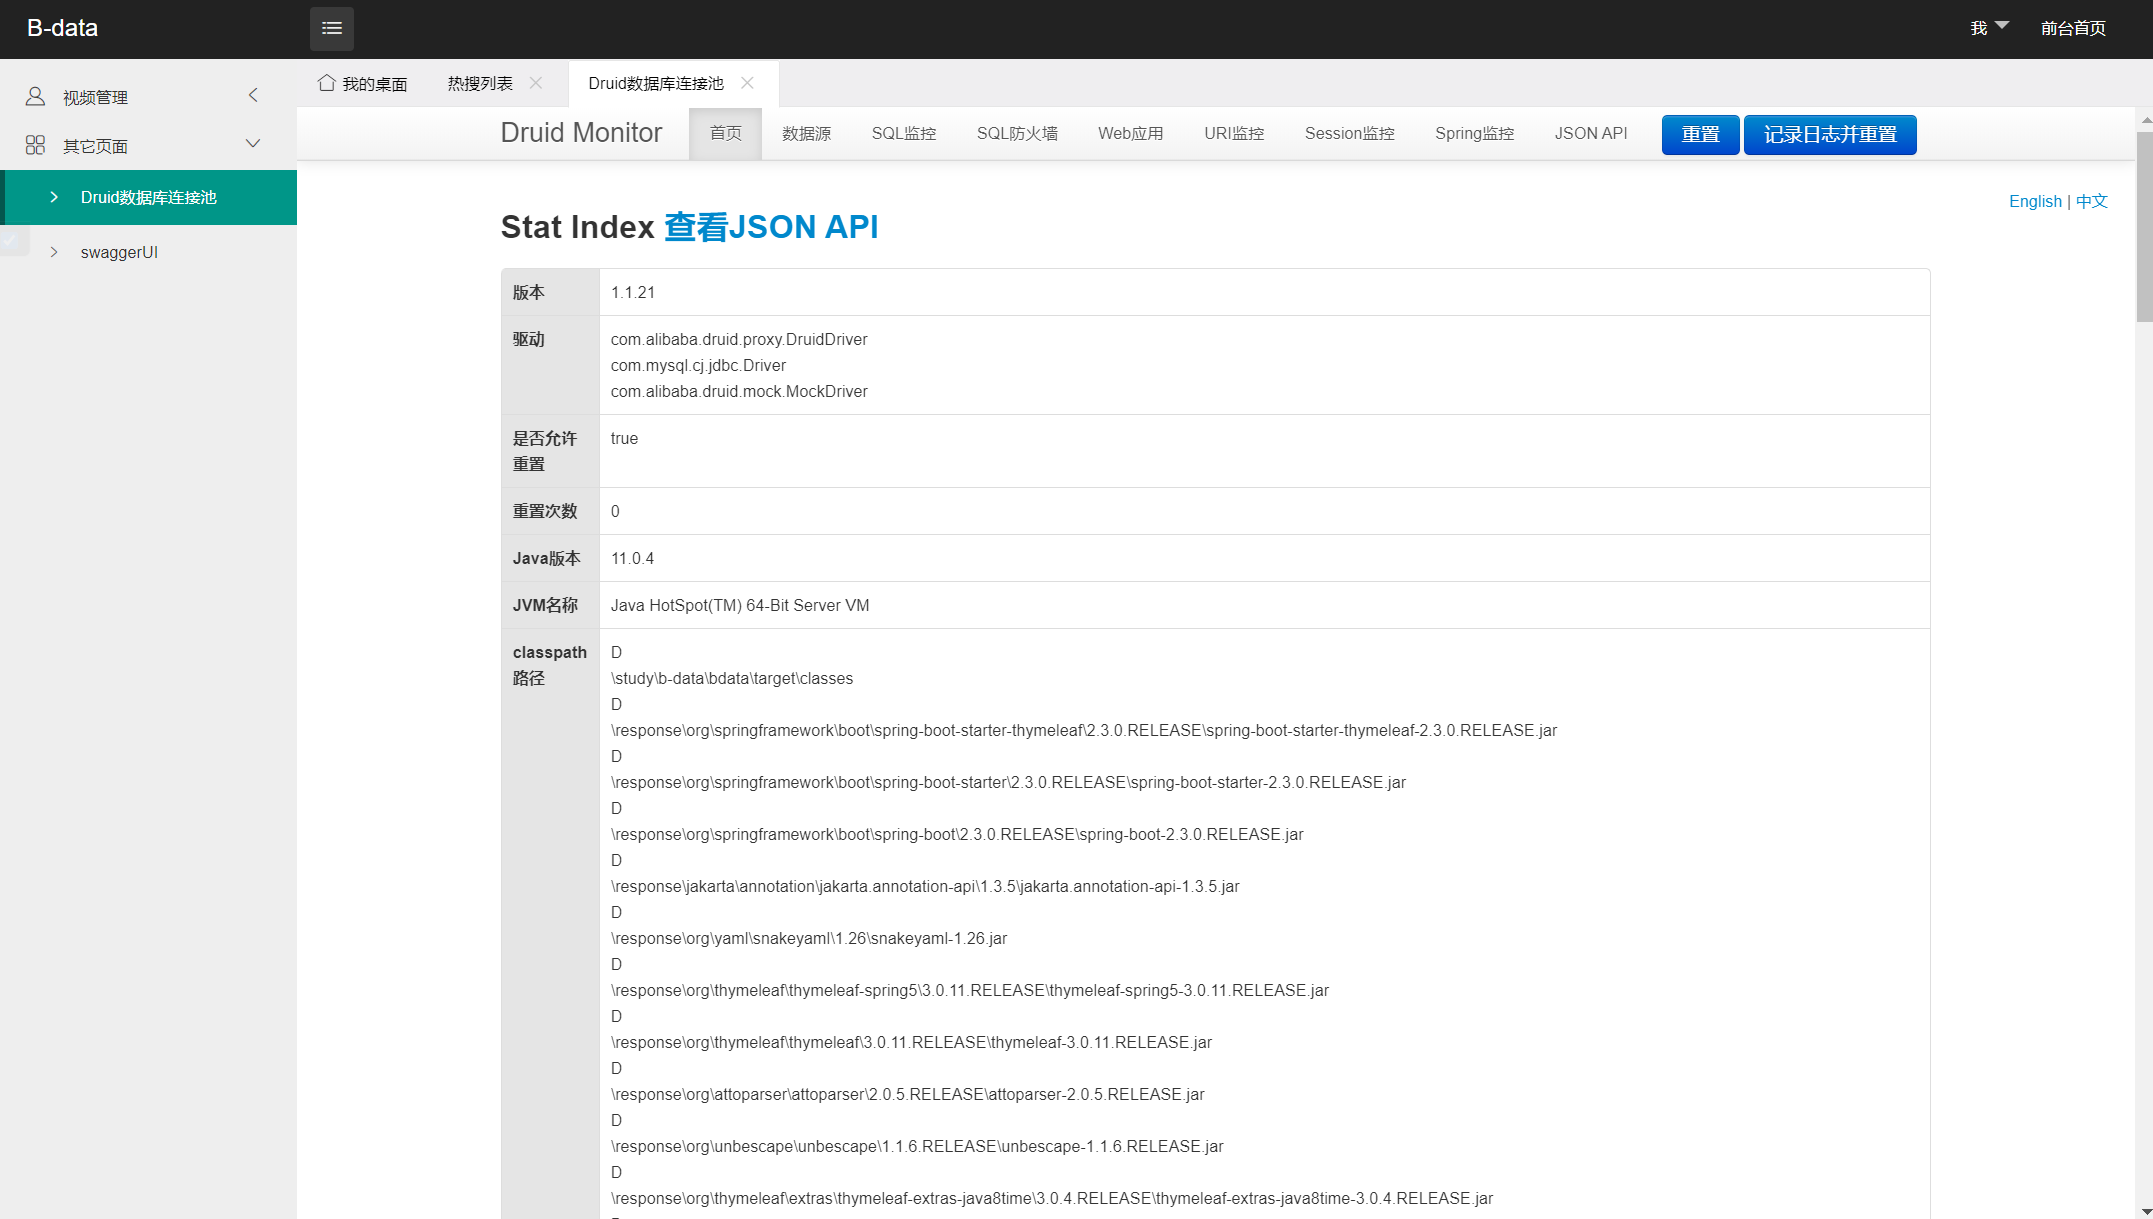 B-data
我
前台首页
视频管理
其它页面
Druid数据库连接池
swaggerUI
我的桌面
热搜列表
Druid数据库连接池
Druid Monitor
首页
数据源
SQL监控
SQL防火墙
Web应用
URI监控
Session监控
Spring监控
JSON API
重置
记录日志并重置
English | 中文
Stat Index 查看JSON API
版本
1.1.21
驱动
com.alibaba.druid.proxy.DruidDriver
com.mysql.cj.jdbc.Driver
com.alibaba.druid.mock.MockDriver
是否允许
重置
true
重置次数
0
Java版本
11.0.4
JVM名称
Java HotSpot(TM) 64-Bit Server VM
classpath
路径
D
\study\b-data\bdata\target\classes
D
\response\org\springframework\boot\spring-boot-starter-thymeleaf\2.3.0.RELEASE\spring-boot-starter-thymeleaf-2.3.0.RELEASE.jar
D
\response\org\springframework\boot\spring-boot-starter\2.3.0.RELEASE\spring-boot-starter-2.3.0.RELEASE.jar
D
\response\org\springframework\boot\spring-boot\2.3.0.RELEASE\spring-boot-2.3.0.RELEASE.jar
D
\response\jakarta\annotation\jakarta.annotation-api\1.3.5\jakarta.annotation-api-1.3.5.jar
D
\response\org\yaml\snakeyaml\1.26\snakeyaml-1.26.jar
D
\response\org\thymeleaf\thymeleaf-spring5\3.0.11.RELEASE\thymeleaf-spring5-3.0.11.RELEASE.jar
D
\response\org\thymeleaf\thymeleaf\3.0.11.RELEASE\thymeleaf-3.0.11.RELEASE.jar
D
\response\org\attoparser\attoparser\2.0.5.RELEASE\attoparser-2.0.5.RELEASE.jar
D
\response\org\unbescape\unbescape\1.1.6.RELEASE\unbescape-1.1.6.RELEASE.jar
D
\response\org\thymeleaf\extras\thymeleaf-extras-java8time\3.0.4.RELEASE\thymeleaf-extras-java8time-3.0.4.RELEASE.jar